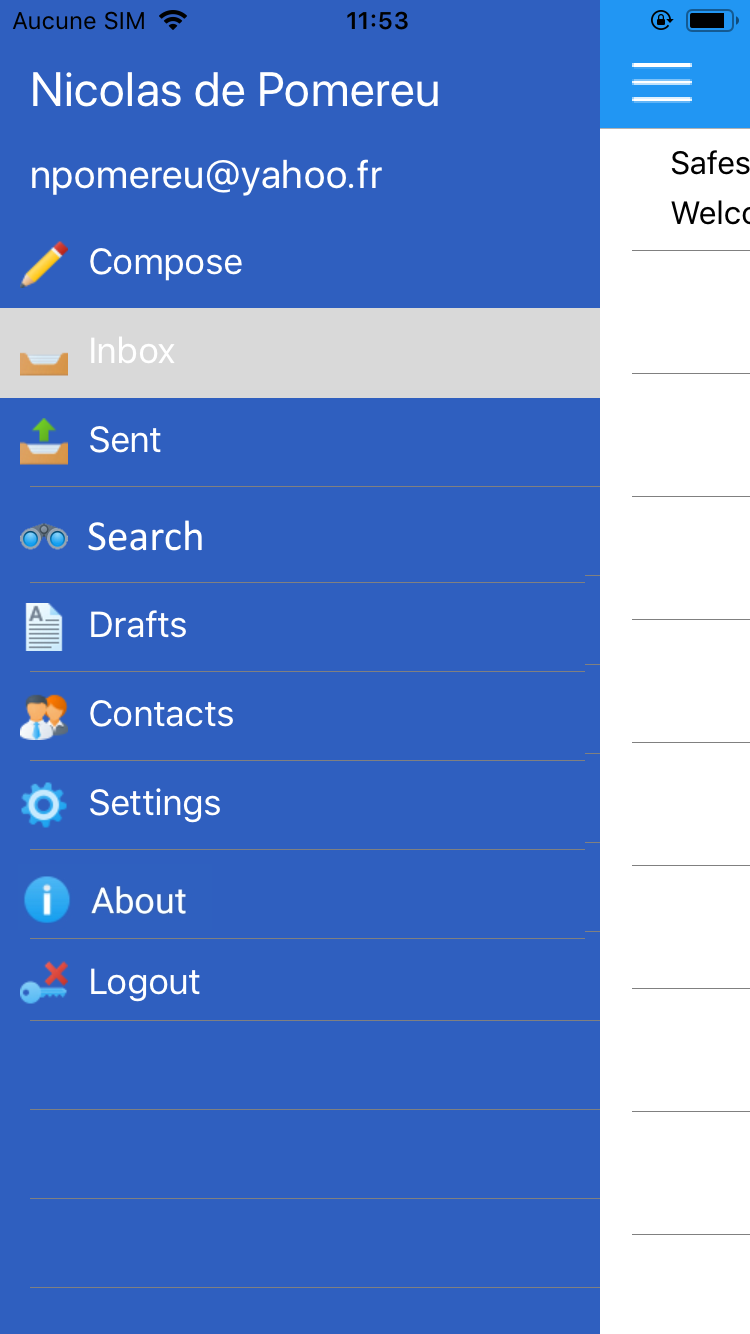 Aucune SIM 11:53
Nicolas de Pomereu
npomereu@yahoo.fr
Compose
Inbox
Sent
Search
Drafts
Contacts
Settings
About
Logout
Safes
Welco